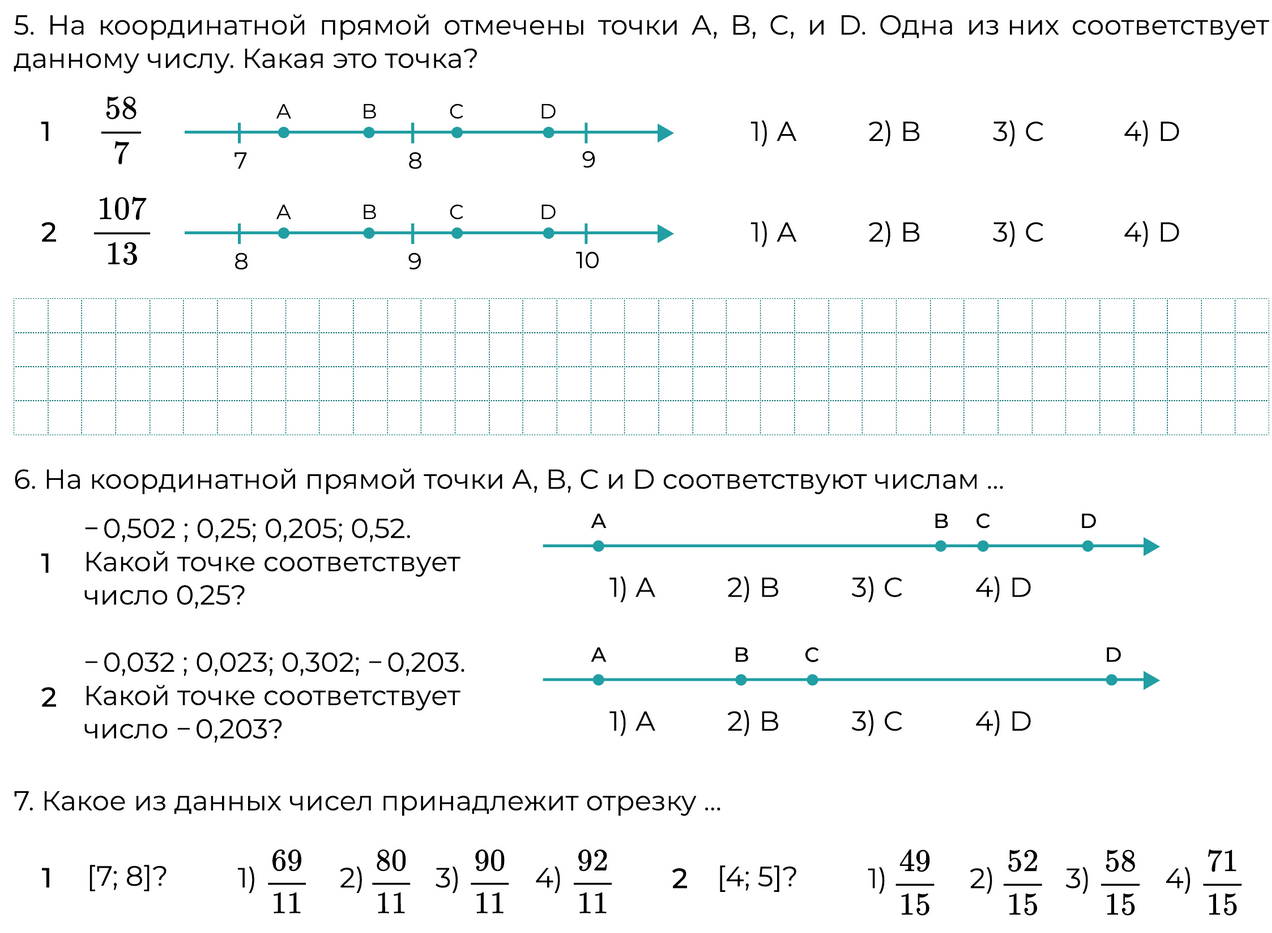 5. На координатной прямой отмечены точки A, B, C, и D. Одна из них соответствует
данному числу. Какая это точка?
1 58/7 A B C D 1) A 2) B 3) C 4) D
7 8 9
2 107/13 A B C D 1) A 2) B 3) C 4) D
8 9 10
6. На координатной прямой точки A, B, C и D соответствуют числам ...
−0,502 ; 0,25; 0,205; 0,52.
1 Какой точке соответствует
число 0,25?
A B C D
1) A 2) B 3) C 4) D
−0,032 ; 0,023; 0,302; −0,203.
2 Какой точке соответствует
число −0,203?
A B C D
1) A 2) B 3) C 4) D
7. Какое из данных чисел принадлежит отрезку ...
1 [7; 8]? 1) 69/11 2) 80/11 3) 90/11 4) 92/11 2 [4; 5]? 1) 49/15 2) 52/15 3) 58/15 4) 71/15